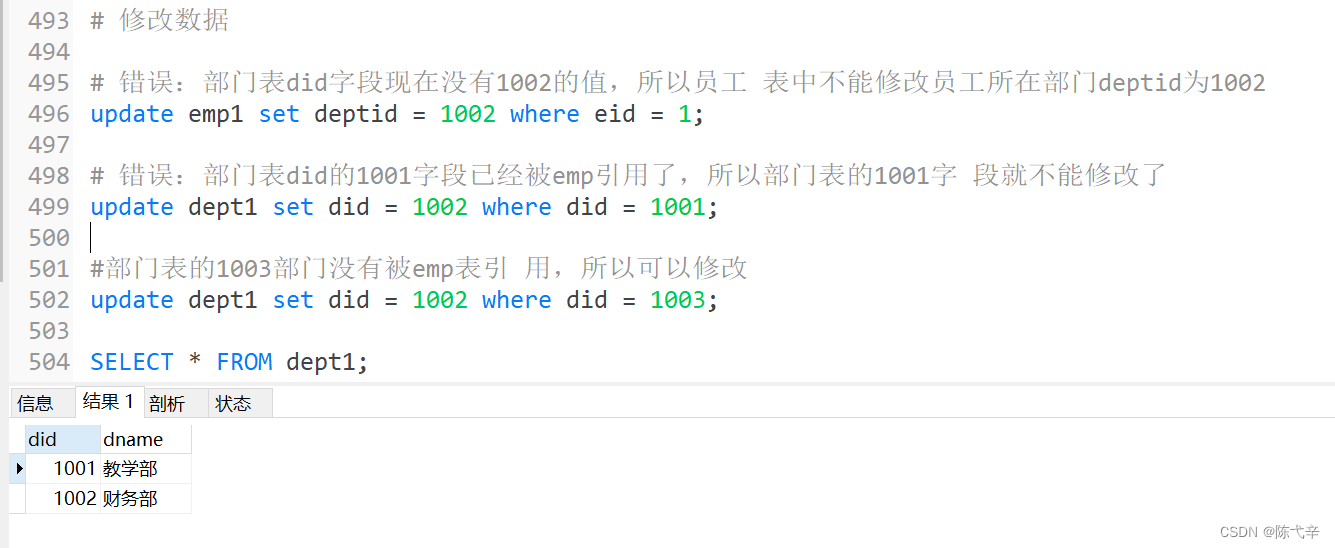 493 # 修改数据
494
495 # 错误：部门表did字段现在没有1002的值，所以员工 表中不能修改员工所在部门deptid为1002
496 update emp1 set deptid = 1002 where eid = 1;
497
498 # 错误：部门表did的1001字段已经被emp引用了，所以部门表的1001字 段就不能修改了
499 update dept1 set did = 1002 where did = 1001;
500
501 #部门表的1003部门没有被emp表引 用，所以可以修改
502 update dept1 set did = 1002 where did = 1003;
503
504 SELECT * FROM dept1;
信息 结果 1 剖析 状态
did dname
1001 教学部
1002 财务部
CSDN @陈弋辛